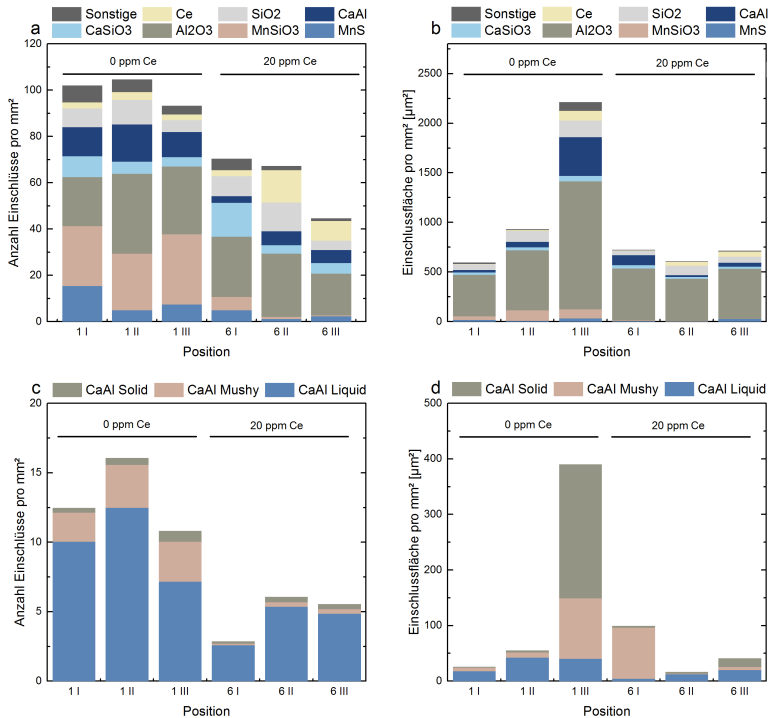 Sonstige Ce SiO2 CaAl
CaSiO3 Al2O3 MnSiO3 MnS
a
120
100
80
60
40
20
0
0 ppm Ce 20 ppm Ce
Anzahl Einschlüsse pro mm²
1 I 1 II 1 III 6 I 6 II 6 III
Position
Sonstige Ce SiO2 CaAl
CaSiO3 Al2O3 MnSiO3 MnS
b
2500
2000
1500
1000
500
0
0 ppm Ce 20 ppm Ce
Einschlussfläche pro mm² [µm²]
1 I 1 II 1 III 6 I 6 II 6 III
Position
c
CaAl Solid CaAl Mushy CaAl Liquid
20
15
10
5
0
0 ppm Ce 20 ppm Ce
Anzahl Einschlüsse pro mm²
1 I 1 II 1 III 6 I 6 II 6 III
Position
d
CaAl Solid CaAl Mushy CaAl Liquid
500
400
300
200
100
0
0 ppm Ce 20 ppm Ce
Einschlussfläche pro mm² [µm²]
1 I 1 II 1 III 6 I 6 II 6 III
Position